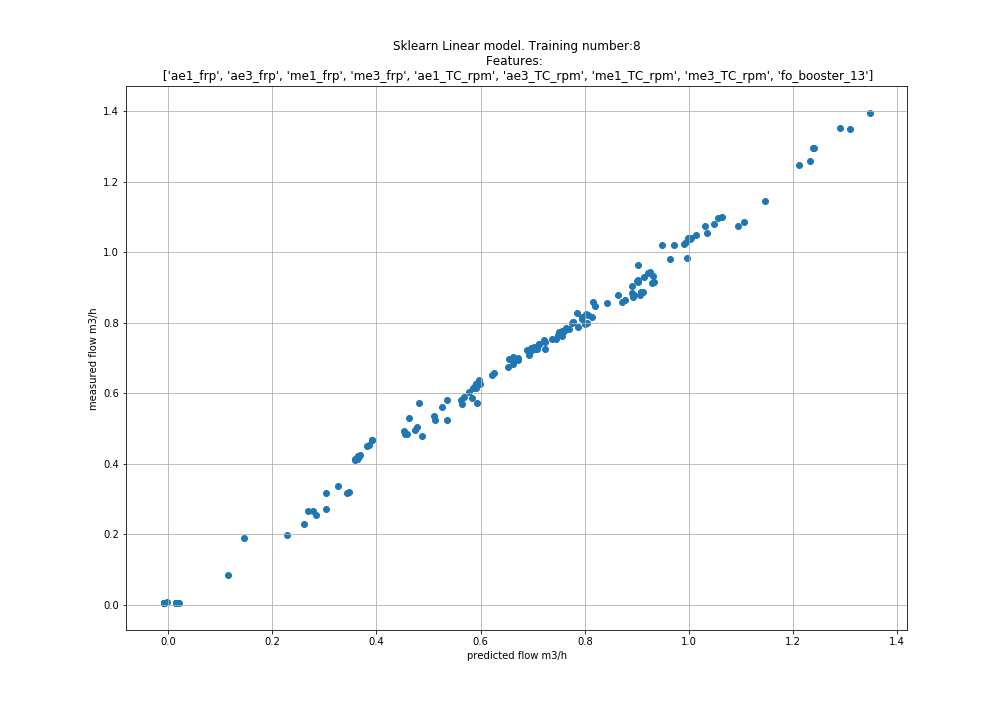 Sklearn Linear model. Training number:8
Features:
['ae1_frp', 'ae3_frp', 'me1_frp', 'me3_frp', 'ae1_TC_rpm', 'ae3_TC_rpm', 'me1_TC_rpm', 'me3_TC_rpm', 'fo_booster_13']
measured flow m3/h
1.4
1.2
1.0
0.8
0.6
0.4
0.2
0.0
0.0 0.2 0.4 0.6 0.8 1.0 1.2 1.4
predicted flow m3/h